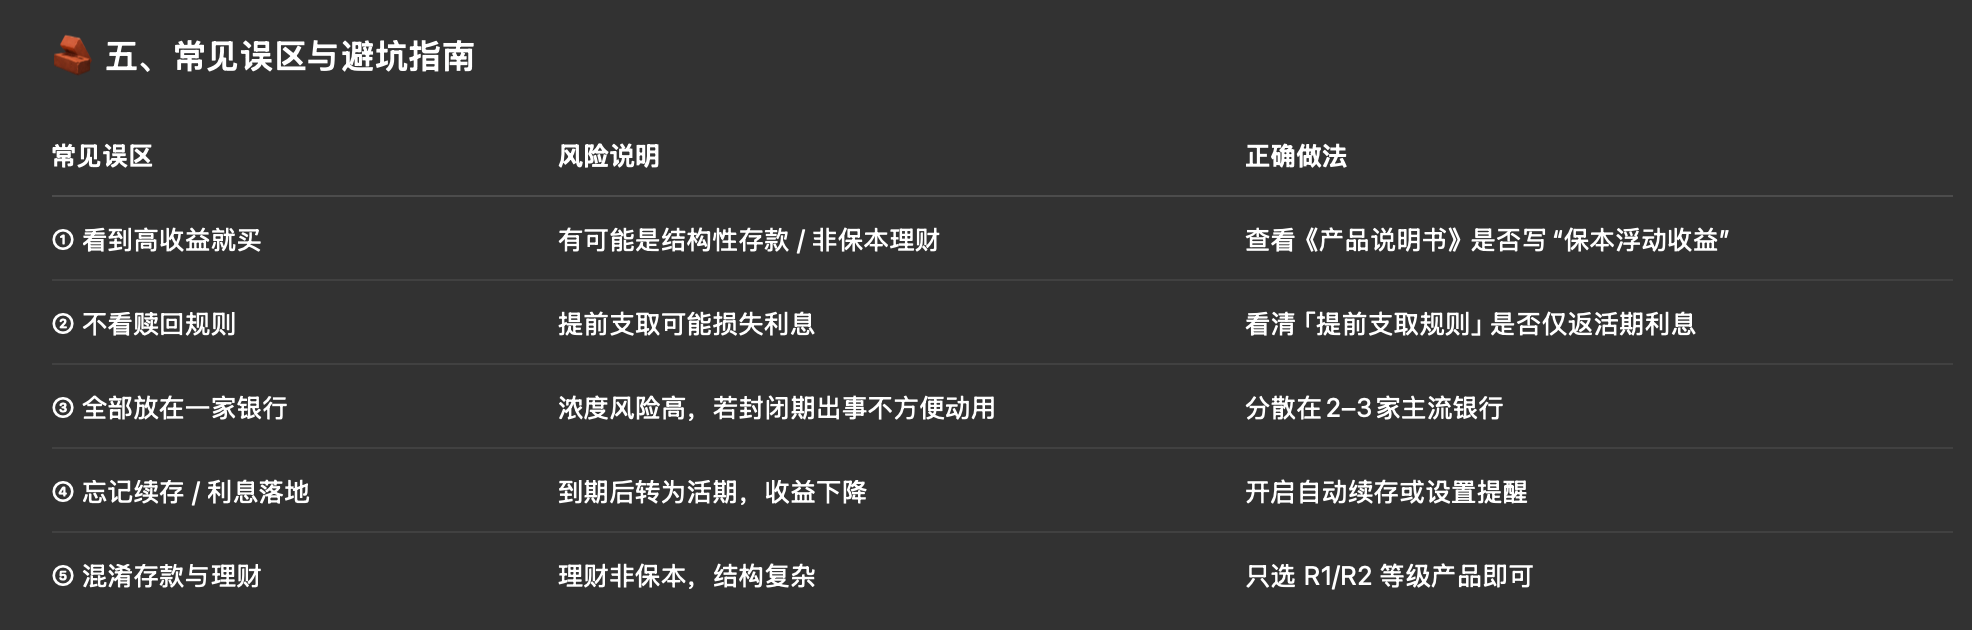 五、常见误区与避坑指南
常见误区 风险说明 正确做法
① 看到高收益就买 有可能是结构性存款 / 非保本理财 查看《产品说明书》是否写 “保本浮动收益”
② 不看赎回规则 提前支取可能损失利息 看清「提前支取规则」是否仅返活期利息
③ 全部放在一家银行 浓度风险高，若封闭期出事不方便动用 分散在 2–3 家主流银行
④ 忘记续存 / 利息落地 到期后转为活期，收益下降 开启自动续存或设置提醒
⑤ 混淆存款与理财 理财非保本，结构复杂 只选 R1/R2 等级产品即可